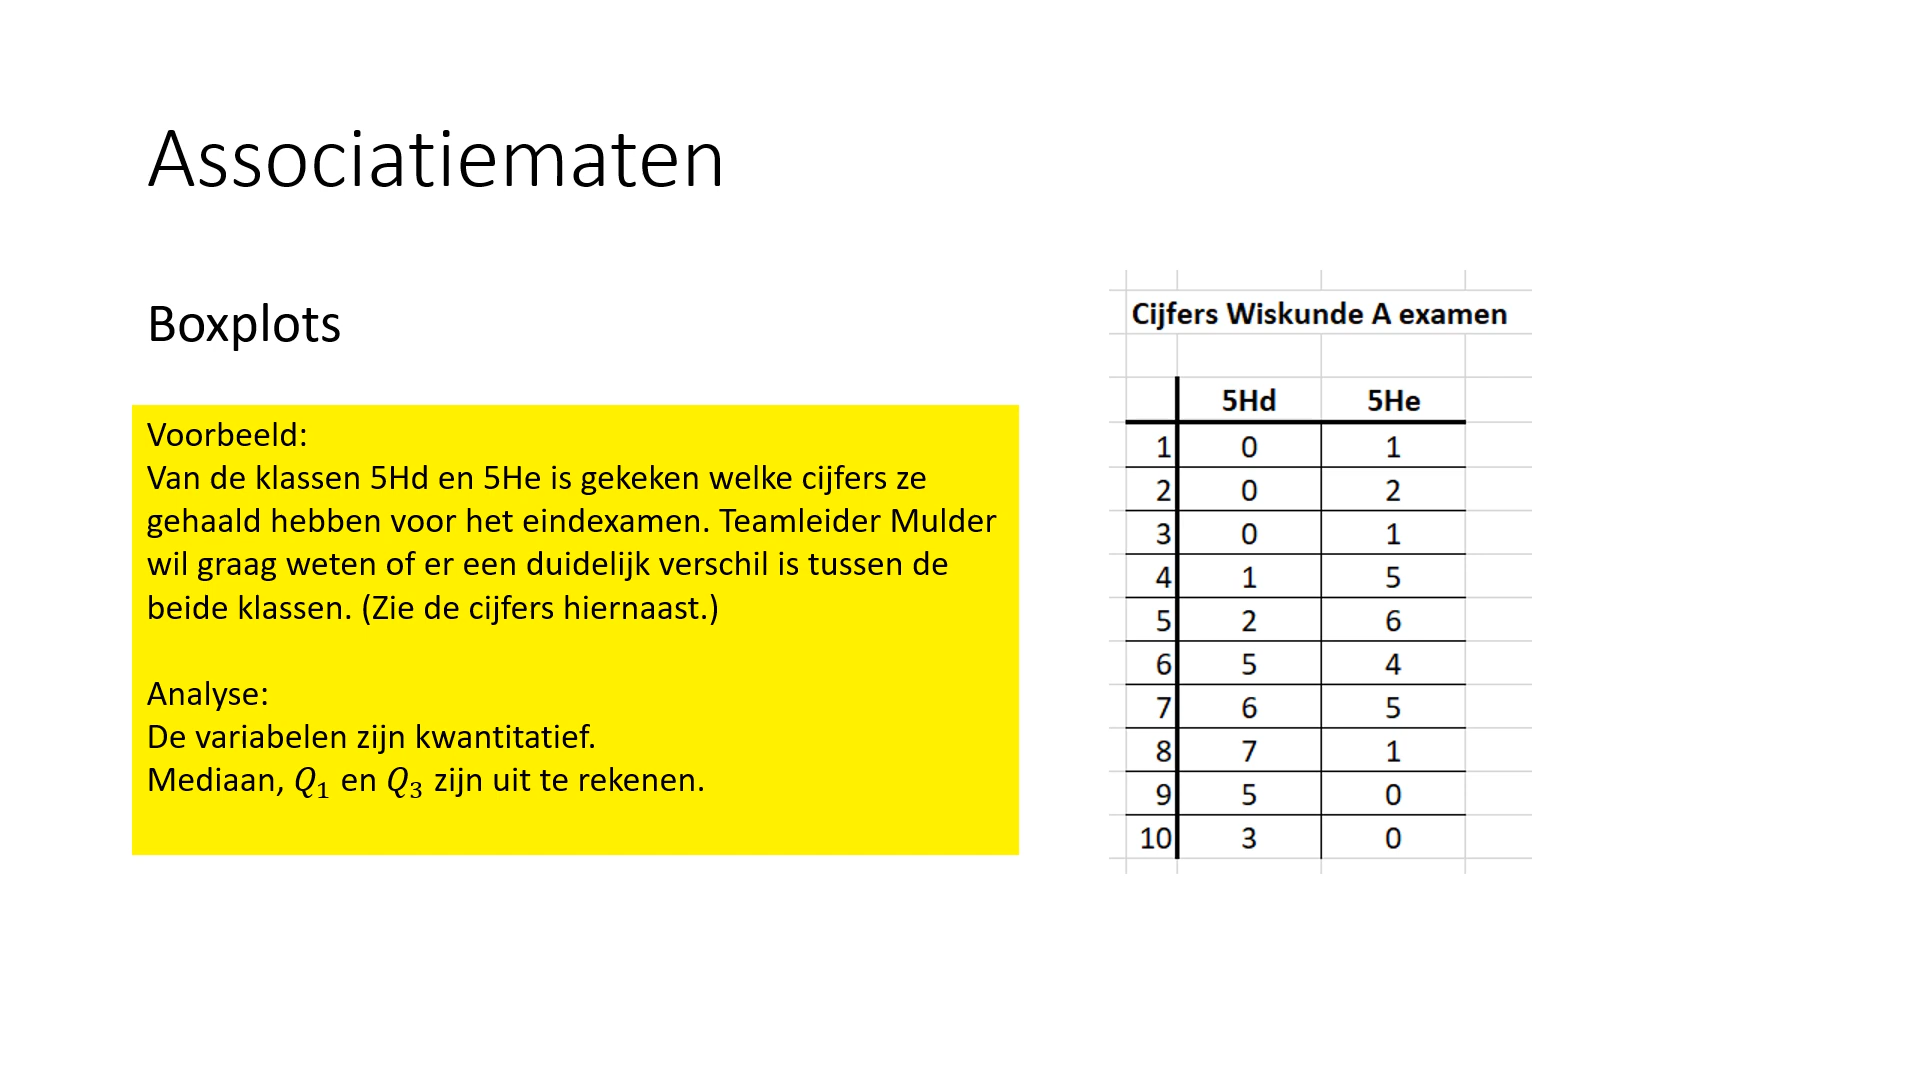 Associatiematen
Boxplots
Voorbeeld:
Van de klassen 5Hd en 5He is gekeken welke cijfers ze
gehaald hebben voor het eindexamen. Teamleider Mulder
wil graag weten of er een duidelijk verschil is tussen de
beide klassen. (Zie de cijfers hiernaast.)
Analyse:
De variabelen zijn kwantitatief.
Mediaan, Q₁ en Q₃ zijn uit te rekenen.
Cijfers Wiskunde A examen
5Hd 5He
1 0 1
2 0 2
3 0 1
4 1 5
5 2 6
6 5 4
7 6 5
8 7 1
9 5 0
10 3 0